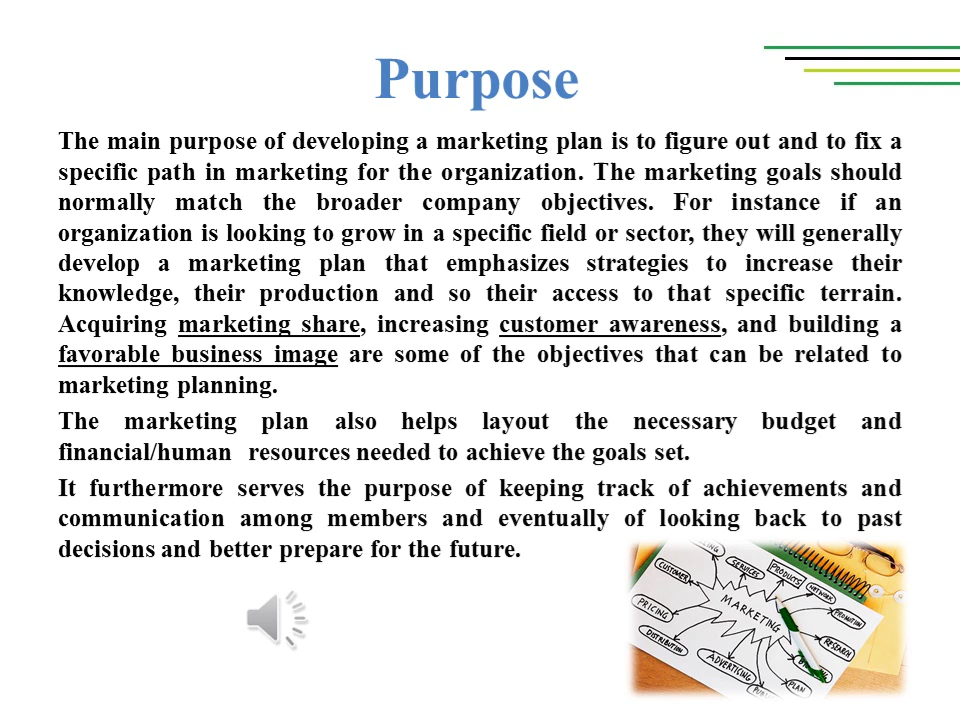 Purpose
The main purpose of developing a marketing plan is to figure out and to fix a
specific path in marketing for the organization. The marketing goals should
normally match the broader company objectives. For instance if an
organization is looking to grow in a specific field or sector, they will generally
develop a marketing plan that emphasizes strategies to increase their
knowledge, their production and so their access to that specific terrain.
Acquiring marketing share, increasing customer awareness, and building a
favorable business image are some of the objectives that can be related to
marketing planning.
The marketing plan also helps layout the necessary budget and
financial/human resources needed to achieve the goals set.
It furthermore serves the purpose of keeping track of achievements and
communication among members and eventually of looking back to past
decisions and better prepare for the future.
CUSTOMER
SERVICES
PRODUCTS
NETWORK
PROMOTION
PRICING
MARKETING
RESEARCH
DISTRIBUTION
ADVERTISING
PLAN